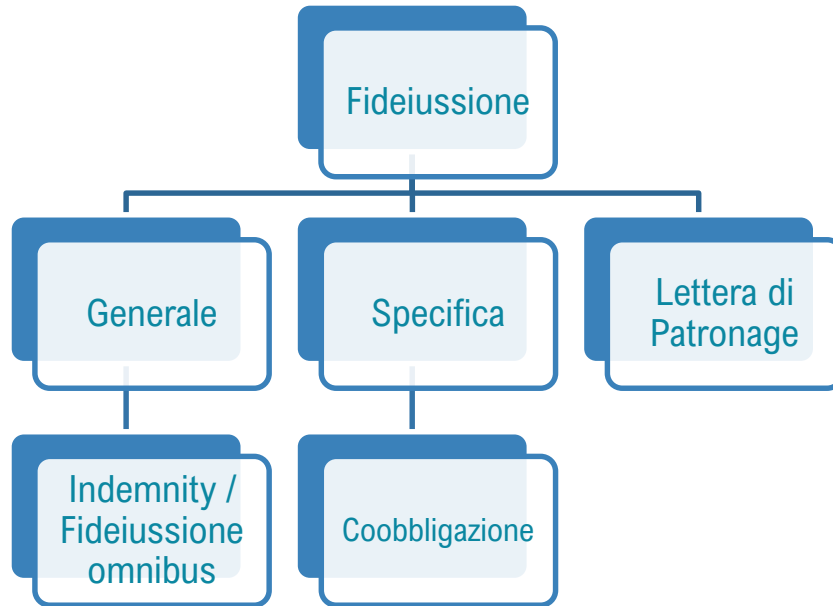 Fideiussione
Generale
Specifica
Lettera di
Patronage
Indemnity /
Fideiussione
omnibus
Coobbligazione